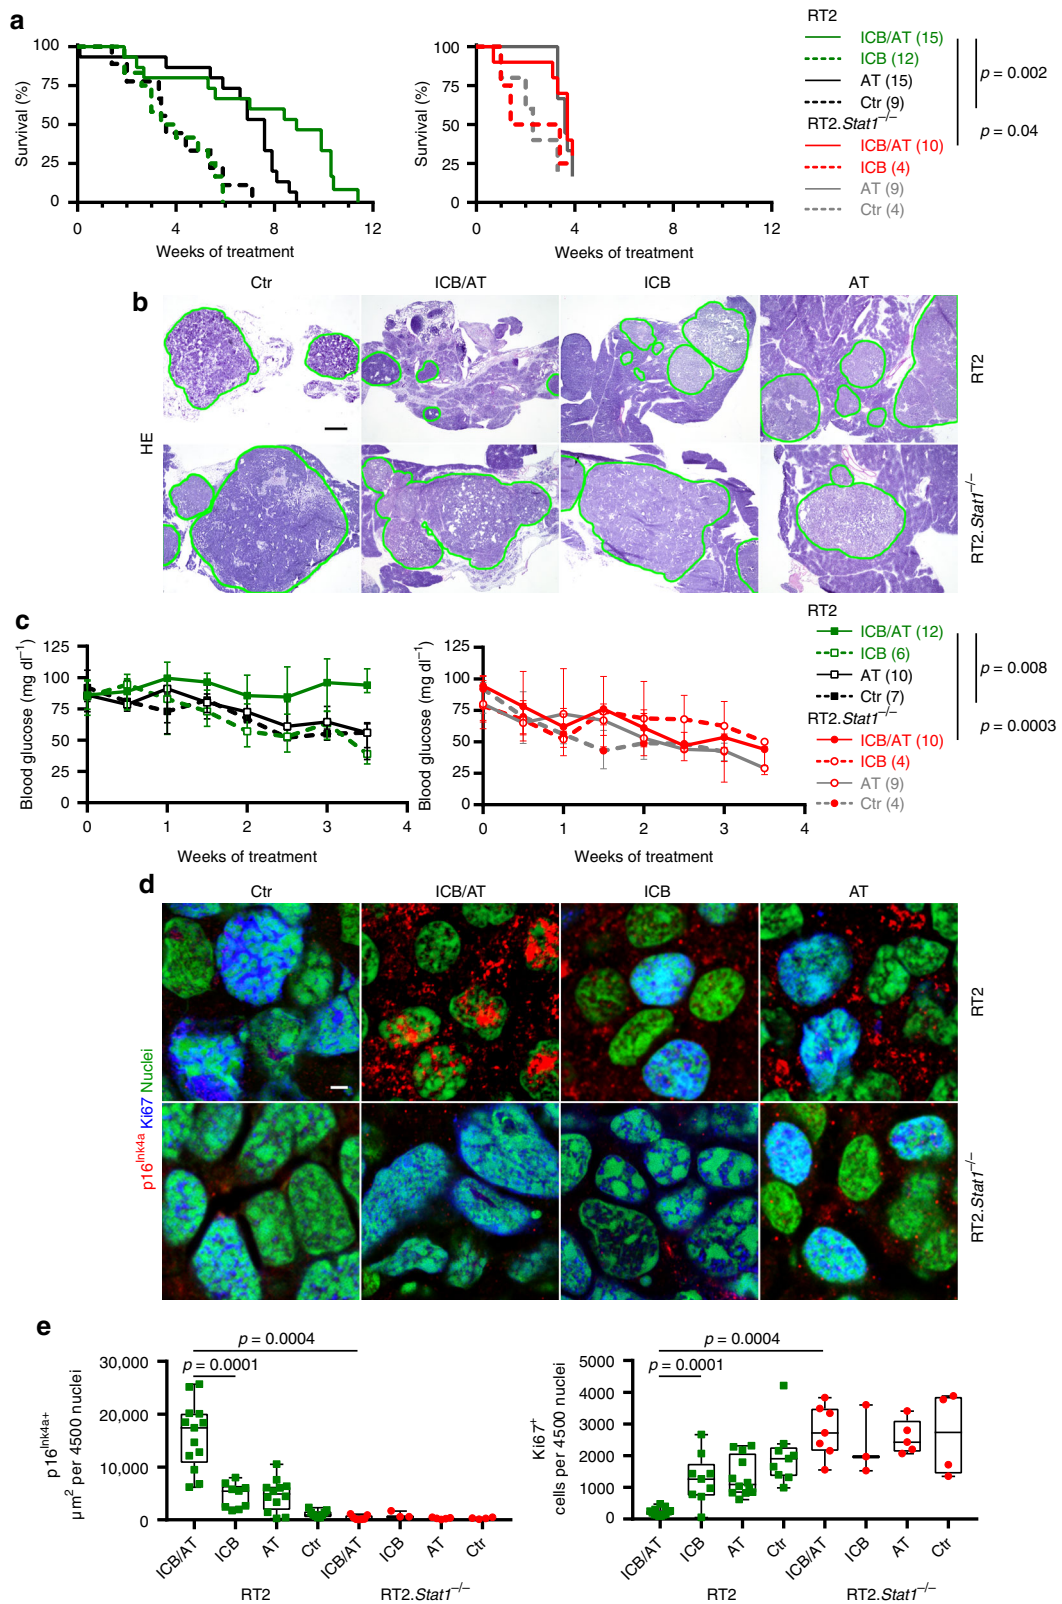 a
RT2
ICB/AT (15)
ICB (12)
AT (15)
Ctr (9)
RT2.Stat1−/−
ICB/AT (10)
ICB (4)
AT (9)
Ctr (4)
p = 0.002
p = 0.04
Survival (%)
100
75
50
25
0
0 4 8 12
Weeks of treatment
Survival (%)
100
75
50
25
0
0 4 8 12
Weeks of treatment
b
Ctr ICB/AT ICB AT
HE
RT2
RT2.Stat1−/−
c
Blood glucose (mg dl−1)
125
100
75
50
25
0
0 1 2 3 4
Weeks of treatment
Blood glucose (mg dl−1)
125
100
75
50
25
0
0 1 2 3 4
Weeks of treatment
RT2
ICB/AT (12)
ICB (6)
AT (10)
Ctr (7)
RT2.Stat1−/−
ICB/AT (10)
ICB (4)
AT (9)
Ctr (4)
p = 0.008
p = 0.0003
d
Ctr ICB/AT ICB AT
p16Ink4a Ki67 Nuclei
RT2
RT2.Stat1−/−
e
p16Ink4a+
µm2 per 4500 nuclei
30,000
20,000
10,000
0
p = 0.0004
p = 0.0001
ICB/AT ICB AT Ctr ICB/AT ICB AT Ctr
RT2 RT2.Stat1−/−
Ki67+
cells per 4500 nuclei
5000
4000
3000
2000
1000
0
p = 0.0004
p = 0.0001
ICB/AT ICB AT Ctr ICB/AT ICB AT Ctr
RT2 RT2.Stat1−/−